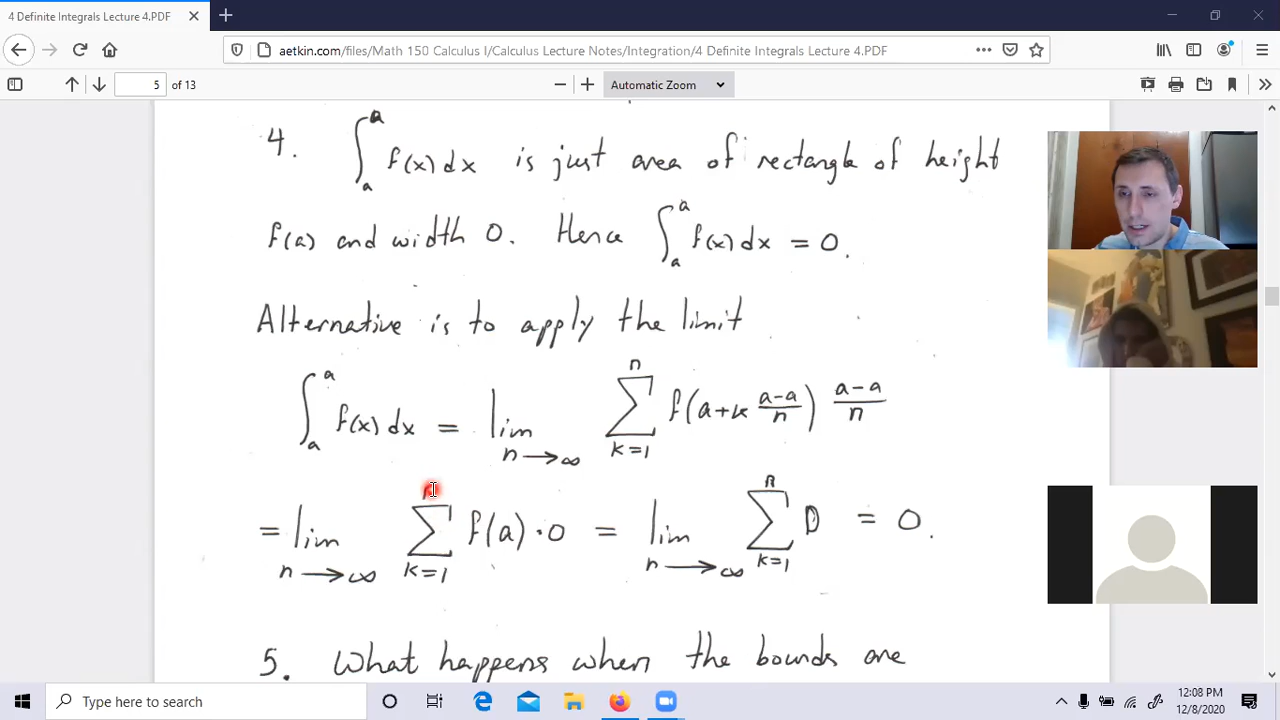 4 Definite Integrals Lecture 4.PDF
aetkin.com/files/Math 150 Calculus I/Calculus Lecture Notes/Integration/4 Definite Integrals Lecture 4.PDF
5 of 13
Automatic Zoom
4. ∫_a^a f(x) dx is just area of rectangle of height
f(a) and width 0. Hence ∫_a^a f(x) dx = 0.
Alternative is to apply the limit
∫_a^a f(x) dx = lim_{n→∞} ∑_{k=1}^n f(a+k (a-a)/n) (a-a)/n
= lim_{n→∞} ∑_{k=1}^n f(a)·0 = lim_{n→∞} ∑_{k=1}^n 0 = 0.
5. What happens when the bounds are
Type here to search
12:08 PM
12/8/2020